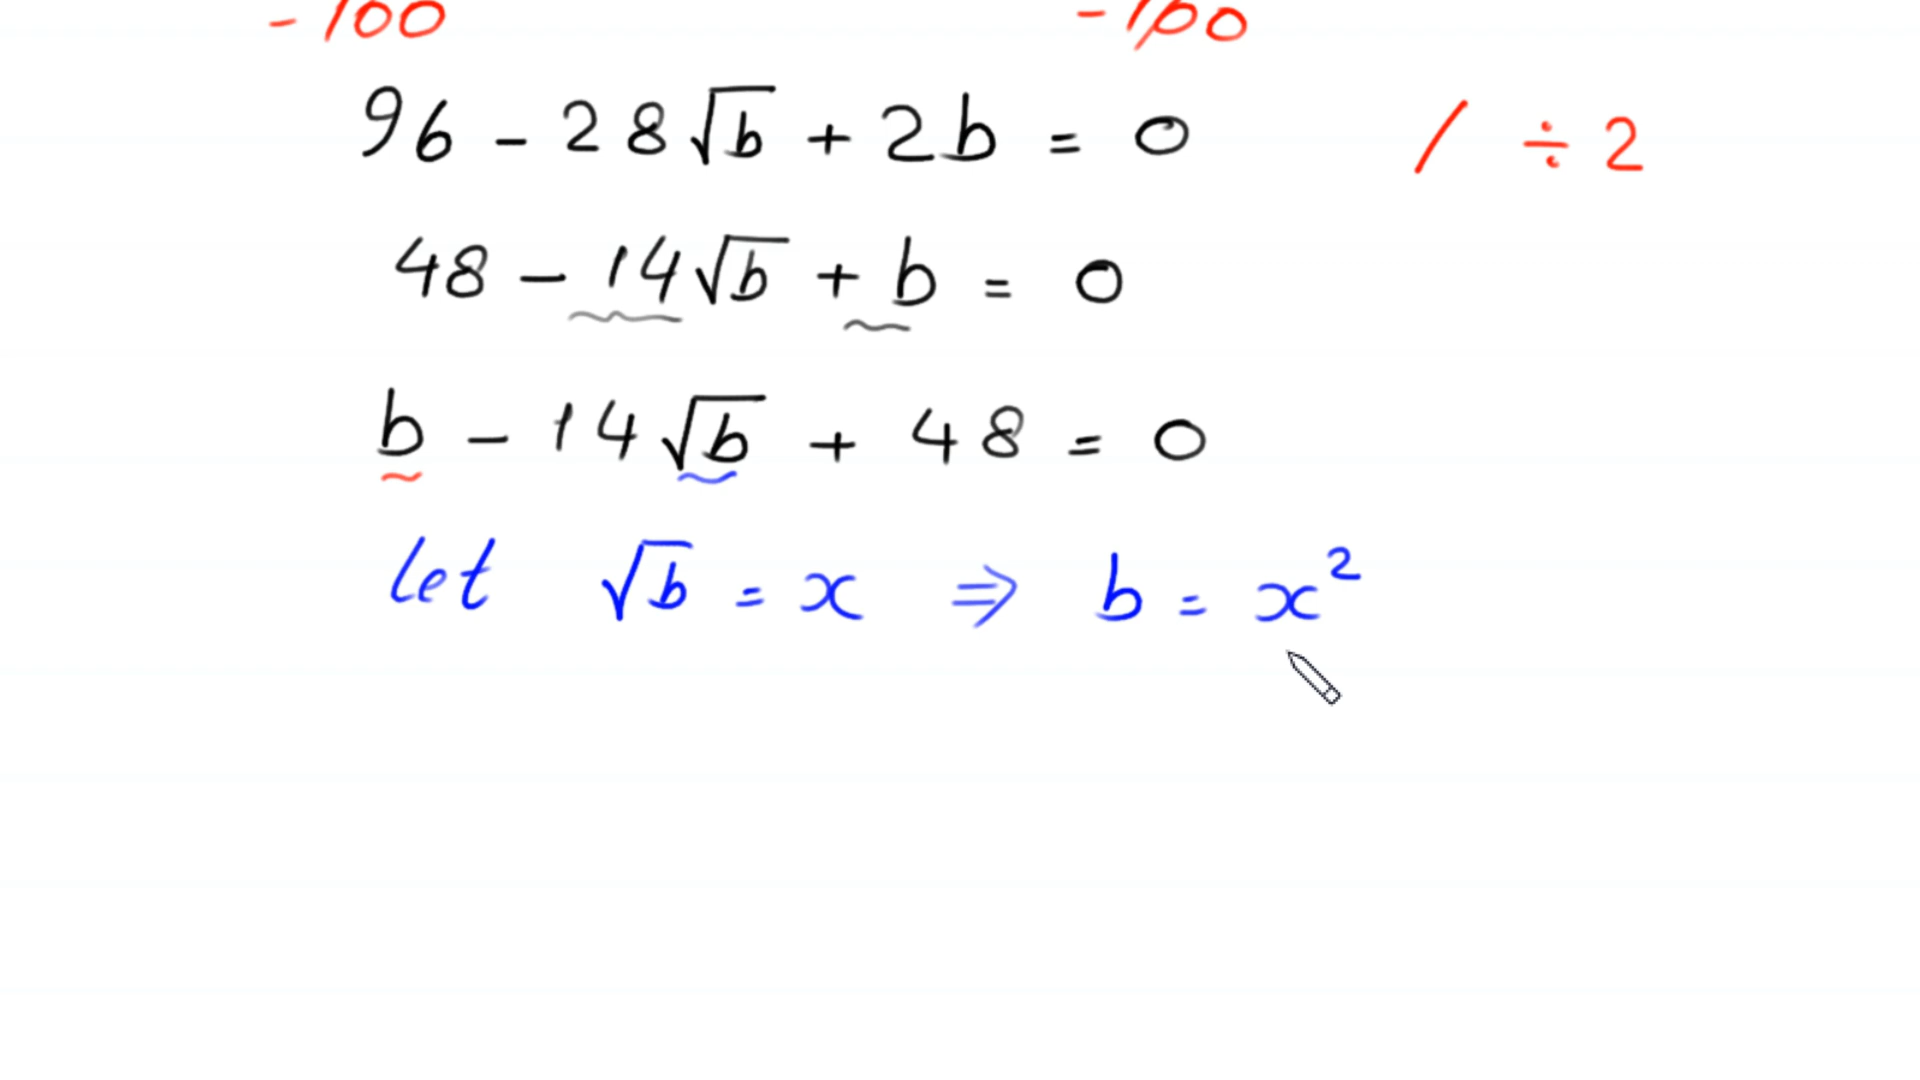 - 100 - 100
96 - 28√b + 2b = 0 / ÷ 2
48 - 14√b + b = 0
b - 14√b + 48 = 0
let √b = x ⇒ b = x²